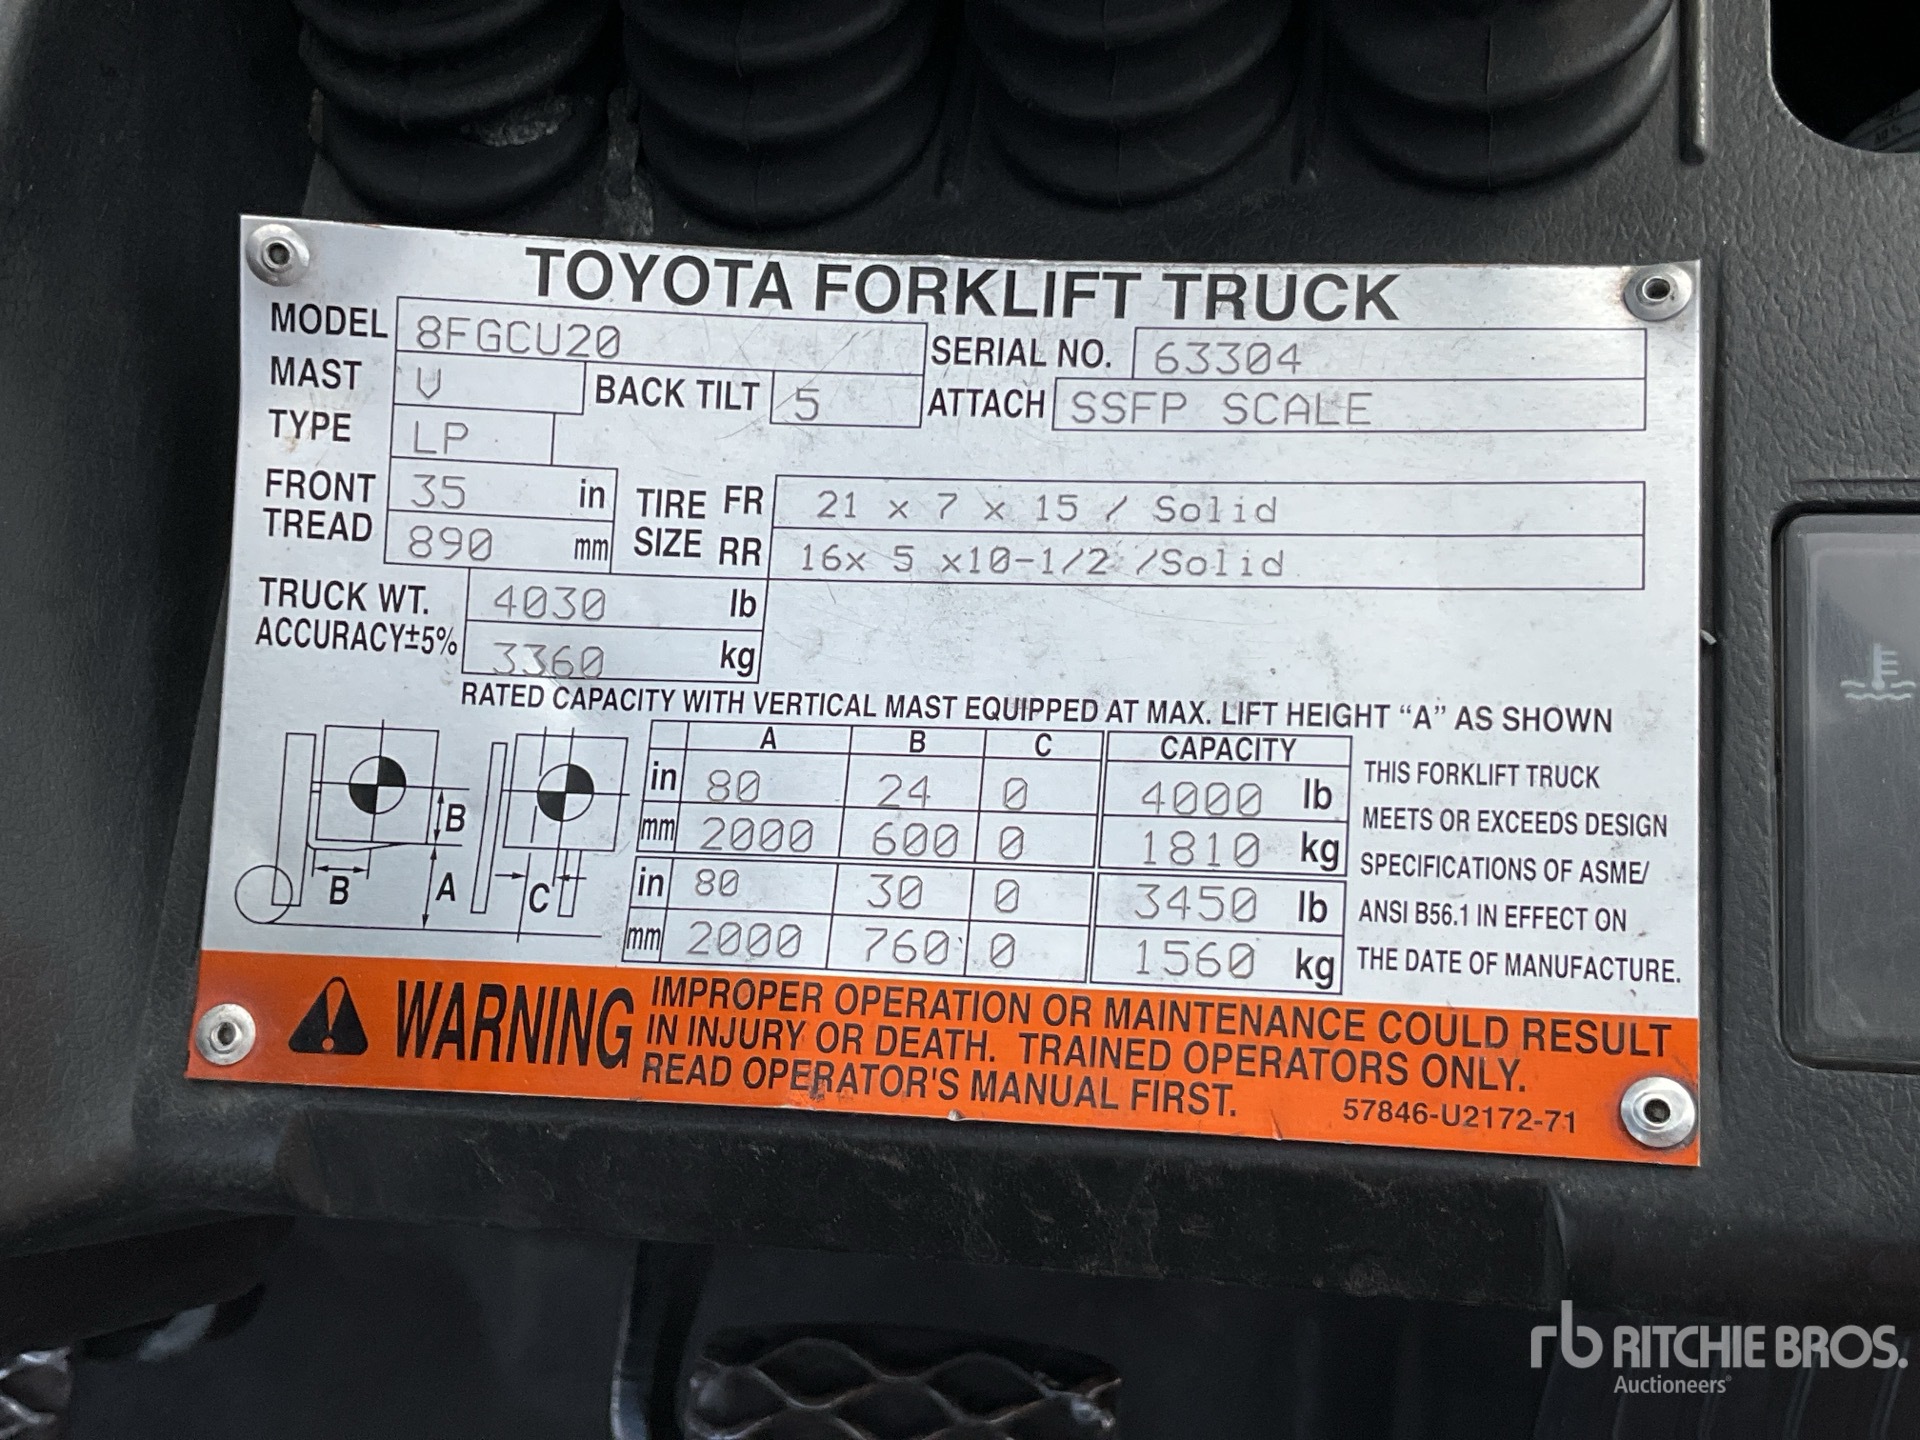 TOYOTA FORKLIFT TRUCK
MODEL 8FGCU20 SERIAL NO. 63304
MAST V BACK TILT 5 ATTACH SSFP SCALE
TYPE LP
FRONT TREAD 35 in TIRE SIZE FR 21 x 7 x 15 / Solid
890 mm RR 16x 5 x10-1/2 /Solid
TRUCK WT. 4030 lb
ACCURACY±5% 3360 kg
RATED CAPACITY WITH VERTICAL MAST EQUIPPED AT MAX. LIFT HEIGHT “A” AS SHOWN
A B C CAPACITY
in 80 24 0 4000 lb
mm 2000 600 0 1810 kg
in 80 30 0 3450 lb
mm 2000 760 0 1560 kg
B
B A C
THIS FORKLIFT TRUCK
MEETS OR EXCEEDS DESIGN
SPECIFICATIONS OF ASME/
ANSI B56.1 IN EFFECT ON
THE DATE OF MANUFACTURE.
WARNING
IMPROPER OPERATION OR MAINTENANCE COULD RESULT
IN INJURY OR DEATH. TRAINED OPERATORS ONLY.
READ OPERATOR'S MANUAL FIRST.
57846-U2172-71
rb RITCHIE BROS.
Auctioneers